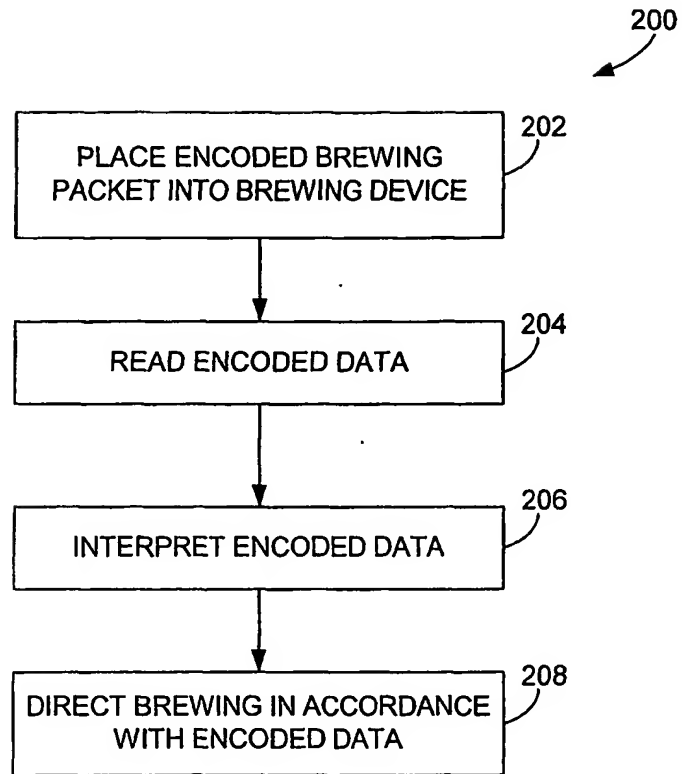 200
202
PLACE ENCODED BREWING
PACKET INTO BREWING DEVICE
204
READ ENCODED DATA
206
INTERPRET ENCODED DATA
208
DIRECT BREWING IN ACCORDANCE
WITH ENCODED DATA